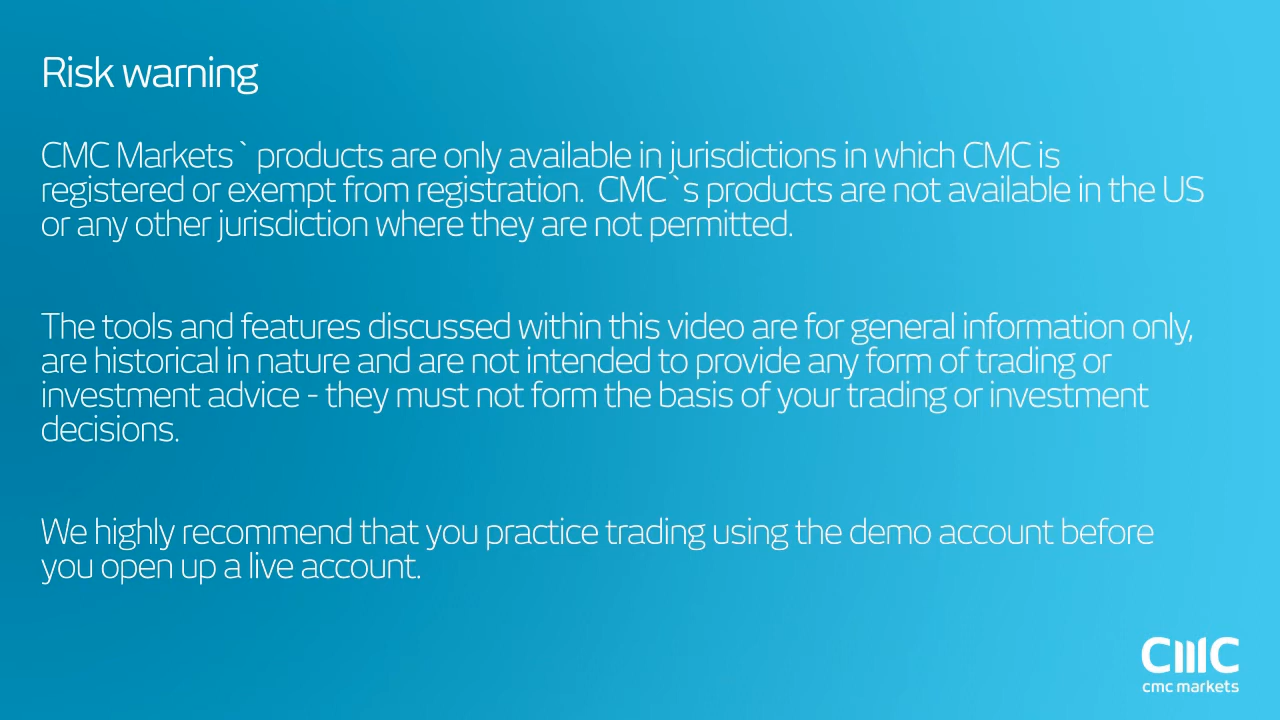 Risk warning
CMC Markets` products are only available in jurisdictions in which CMC is
registered or exempt from registration.  CMC`s products are not available in the US
or any other jurisdiction where they are not permitted.
The tools and features discussed within this video are for general information only,
are historical in nature and are not intended to provide any form of trading or
investment advice - they must not form the basis of your trading or investment
decisions.
We highly recommend that you practice trading using the demo account before
you open up a live account.
CMC
cmc markets